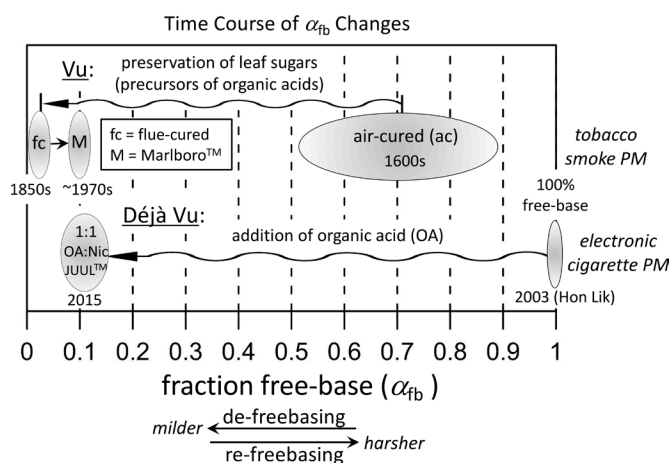 Time Course of αfb Changes
Vu:
preservation of leaf sugars
(precursors of organic acids)
fc
M
fc = flue-cured
M = Marlboro™
air-cured (ac)
1600s
tobacco
smoke PM
1850s
~1970s
100%
free-base
Déjà Vu:
1:1
OA:Nic
JUUL™
addition of organic acid (OA)
electronic
cigarette PM
2015
2003 (Hon Lik)
0 0.1 0.2 0.3 0.4 0.5 0.6 0.7 0.8 0.9 1
fraction free-base (αfb)
milder
de-freebasing
re-freebasing
harsher